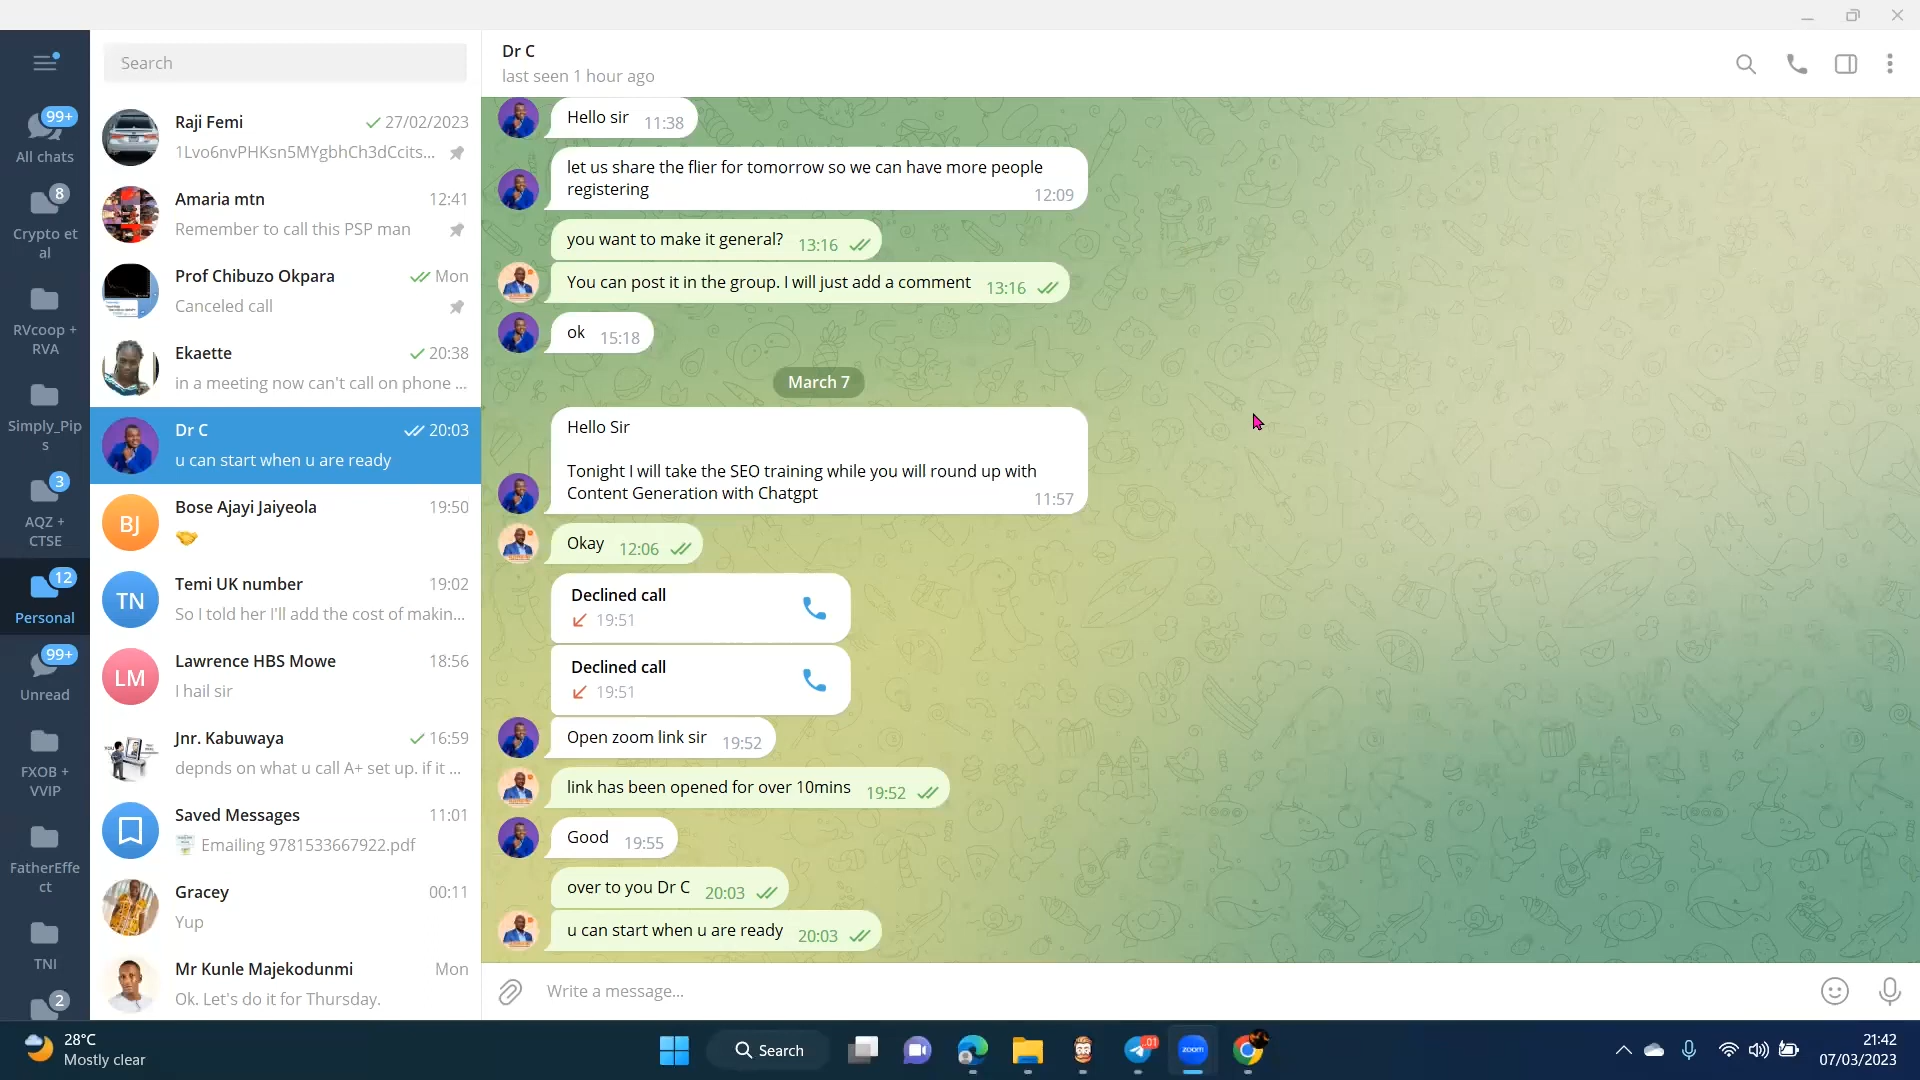 Search
99+
All chats
8
Crypto et
al
RVcoop +
RVA
Simply_Pip
s
3
AQZ +
CTSE
12
Personal
99+
Unread
FXOB +
VVIP
FatherEffe
ct
TNI
2
Raji Femi 27/02/2023
1Lvo6nvPHKsn5MYgbhCh3dCcits...
Amaria mtn 12:41
Remember to call this PSP man
Prof Chibuzo Okpara Mon
Canceled call
Ekaette 20:38
in a meeting now can't call on phone ...
Dr C 20:03
u can start when u are ready
BJ
Bose Ajayi Jaiyeola 19:50
TN
Temi UK number 19:02
So I told her I'll add the cost of makin...
LM
Lawrence HBS Mowe 18:56
I hail sir
Jnr. Kabuwaya 16:59
depnds on what u call A+ set up. if it ...
Saved Messages 11:01
Emailing 9781533667922.pdf
Gracey 00:11
Yup
Mr Kunle Majekodunmi Mon
Ok. Let's do it for Thursday.
Dr C
last seen 1 hour ago
Hello sir 11:38
let us share the flier for tomorrow so we can have more people
registering 12:09
you want to make it general? 13:16
You can post it in the group. I will just add a comment 13:16
ok 15:18
March 7
Hello Sir
Tonight I will take the SEO training while you will round up with
Content Generation with Chatgpt 11:57
Okay 12:06
Declined call
19:51
Declined call
19:51
Open zoom link sir 19:52
link has been opened for over 10mins 19:52
Good 19:55
over to you Dr C 20:03
u can start when u are ready 20:03
Write a message...
28°C
Mostly clear
Search
zoom
21:42
07/03/2023